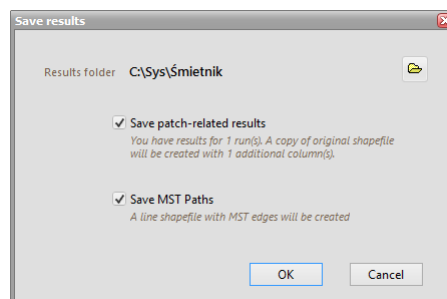 Save results
Results folder C:\Sys\Śmietnik
Save patch-related results
You have results for 1 run(s). A copy of original shapefile
will be created with 1 additional column(s).
Save MST Paths
A line shapefile with MST edges will be created
OK Cancel